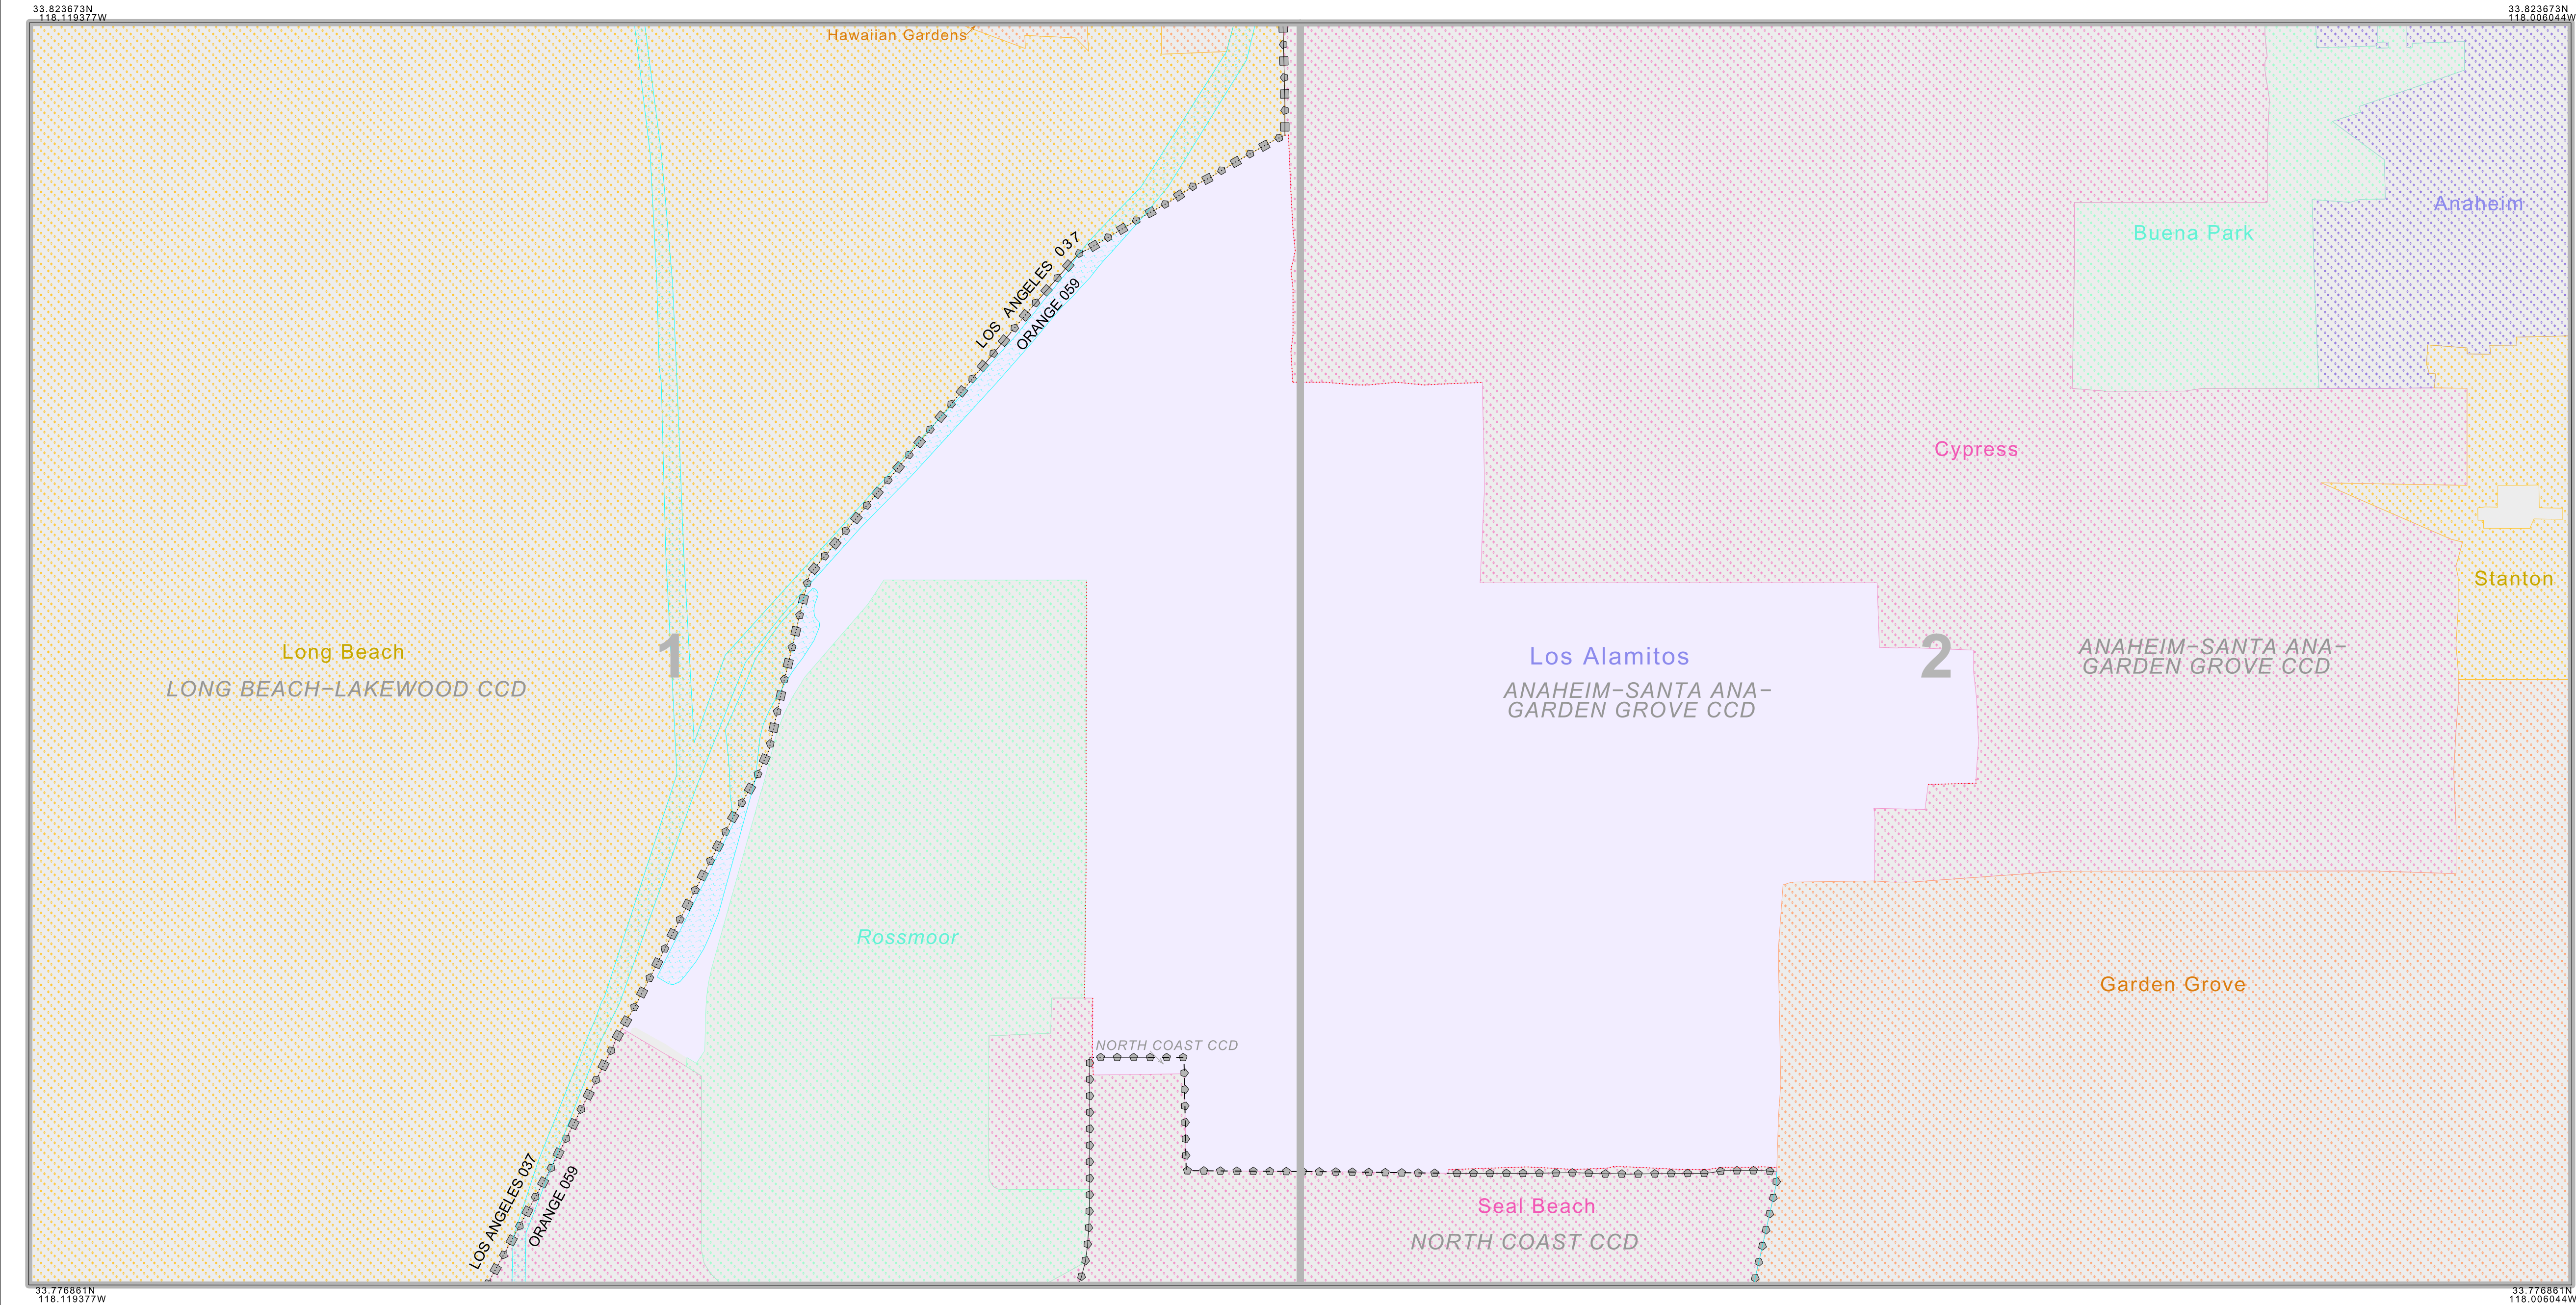 33.823673N
118.119377W
33.823673N
118.006044W
Hawaiian Gardens
Anaheim
Buena Park
LOS ANGELES 037
ORANGE 059
Cypress
Stanton
1
2
Long Beach
LONG BEACH−LAKEWOOD CCD
Los Alamitos
ANAHEIM−SANTA ANA−
GARDEN GROVE CCD
ANAHEIM−SANTA ANA−
GARDEN GROVE CCD
Rossmoor
Garden Grove
NORTH COAST CCD
LOS ANGELES 037
ORANGE 059
Seal Beach
NORTH COAST CCD
33.776861N
118.119377W
33.776861N
118.006044W